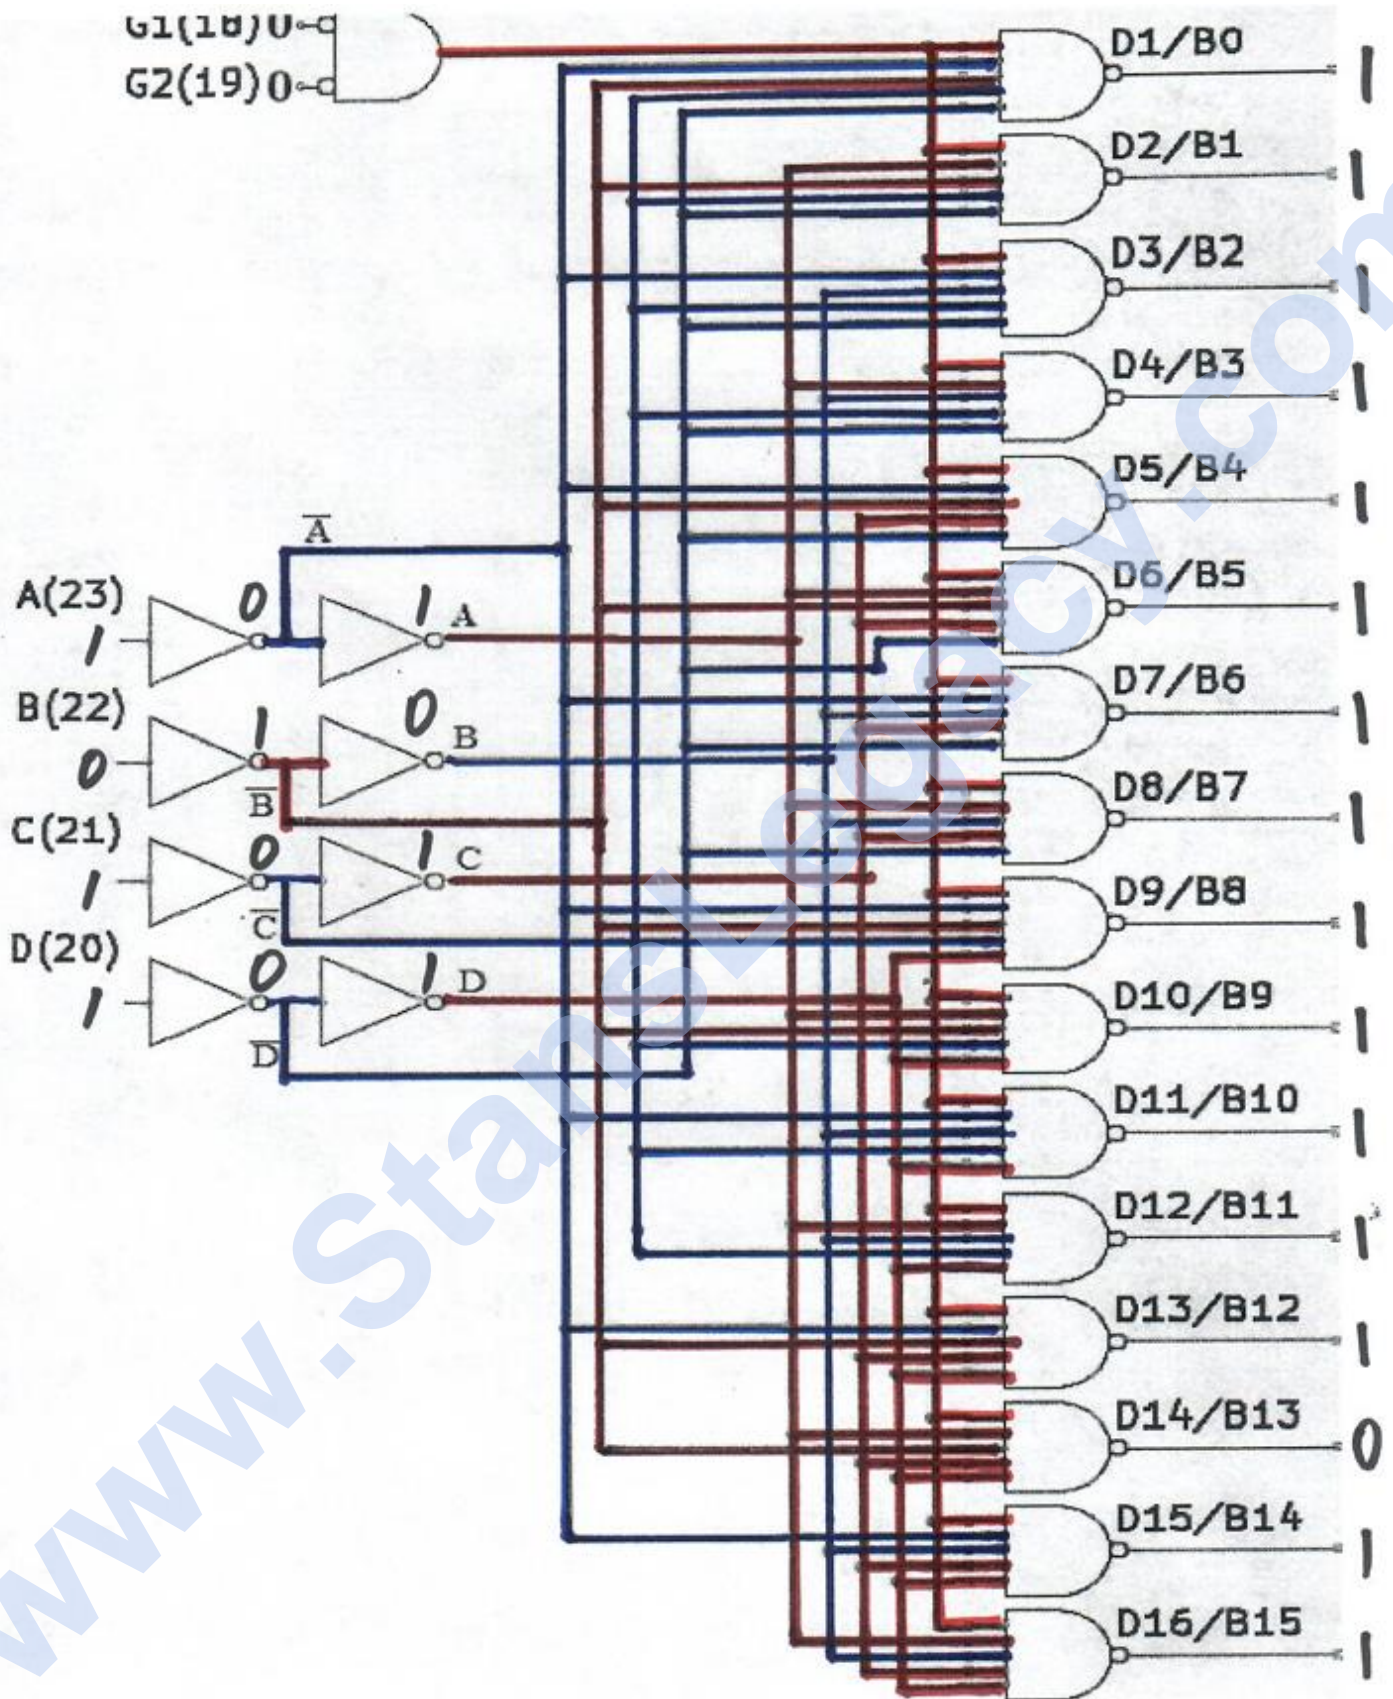 G1(18)0
D1/B0 1
G2(19)0
D2/B1 1
D3/B2 1
D4/B3 1
D5/B4 1
A
A(23) 0 1 A
1
D6/B5 1
B(22) 1 0 B
0
B
D7/B6 1
C(21) 0 1 C
1
C
D8/B7 1
D9/B8 1
D(20) 0 1 D
1
D
D10/B9 1
D11/B10 1
D12/B11 1
D13/B12 1
D14/B13 0
D15/B14 1
D16/B15 1
www.StansLegacy.com